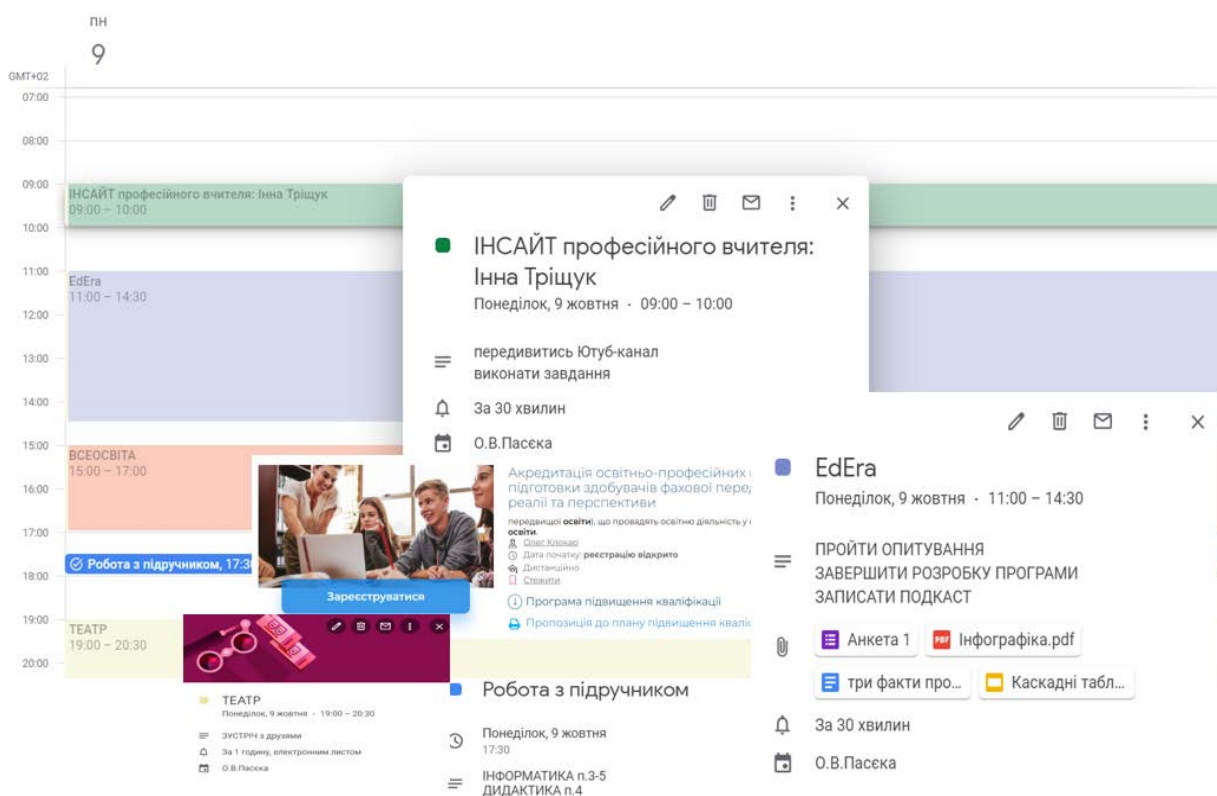 ПН
9
GMT+02
07:00
08:00
09:00
ІНСАЙТ професійного вчителя: Інна Тріщук
09:00 – 10:00
10:00
11:00
EdEra
11:00 – 14:30
12:00
13:00
14:00
15:00
ВСЕОСВІТА
15:00 – 17:00
16:00
17:00
Робота з підручником, 17:3
18:00
19:00
ТЕАТР
19:00 – 20:30
20:00
ІНСАЙТ професійного вчителя:
Інна Тріщук
Понеділок, 9 жовтня · 09:00 – 10:00
передивитись Ютуб-канал
виконати завдання
За 30 хвилин
О.В.Пасєка
Акредитація освітньо-професійних
підготовки здобувачів фахової перед
реалії та перспективи
передвищої освіти), що провадять освітню діяльність у
освіти.
Олег Клокар
Дата початку: реєстрацію відкрито
Дистанційно
Стежити
Зареєструватися
Програма підвищення кваліфікації
Пропозиція до плану підвищення кваліс
ТЕАТР
Понеділок, 9 жовтня · 19:00 – 20:30
ЗУСТРІЧ з друзями
За 1 годину, електронним листом
О.В.Пасєка
Робота з підручником
Понеділок, 9 жовтня
17:30
ІНФОРМАТИКА п.3-5
ДИДАКТИКА п.4
EdEra
Понеділок, 9 жовтня · 11:00 – 14:30
ПРОЙТИ ОПИТУВАННЯ
ЗАВЕРШИТИ РОЗРОБКУ ПРОГРАМИ
ЗАПИСАТИ ПОДКАСТ
Анкета 1
PDF Інфографіка.pdf
три факти про...
Каскадні табл...
За 30 хвилин
О.В.Пасєка